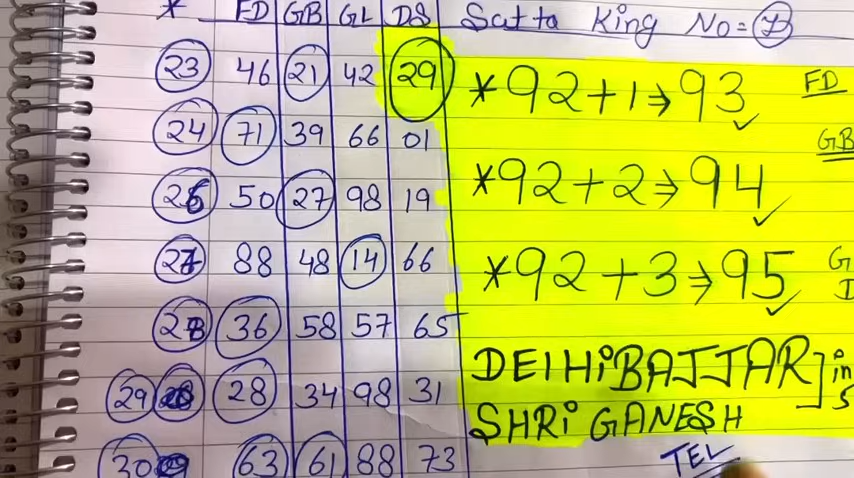 * FD GB GL DS
23 46 21 42 29
24 71 39 66 01
26 50 27 98 19
27 88 48 14 66
28 36 58 57 65
29 28 34 98 31
30 63 61 88 73
Satta King No=
*92+1⇒93
FD
GB
*92+2⇒94
*92+3⇒95
G
DELHiBAJJAR
SHRi GANESH
in
TEL